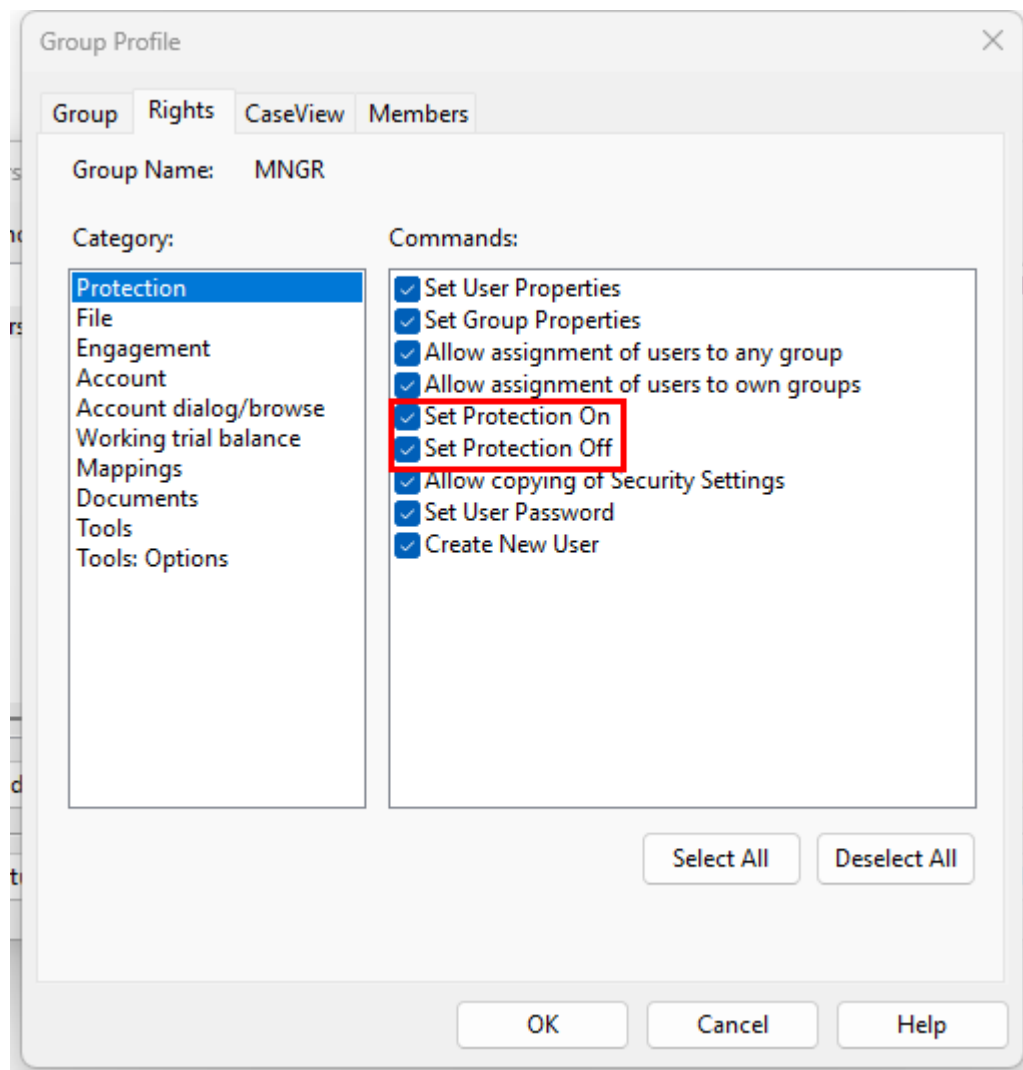 Group Profile
Group Rights CaseView Members
Group Name: MNGR
Category:
Commands:
Protection
File
Engagement
Account
Account dialog/browse
Working trial balance
Mappings
Documents
Tools
Tools: Options
Set User Properties
Set Group Properties
Allow assignment of users to any group
Allow assignment of users to own groups
Set Protection On
Set Protection Off
Allow copying of Security Settings
Set User Password
Create New User
Select All
Deselect All
OK
Cancel
Help